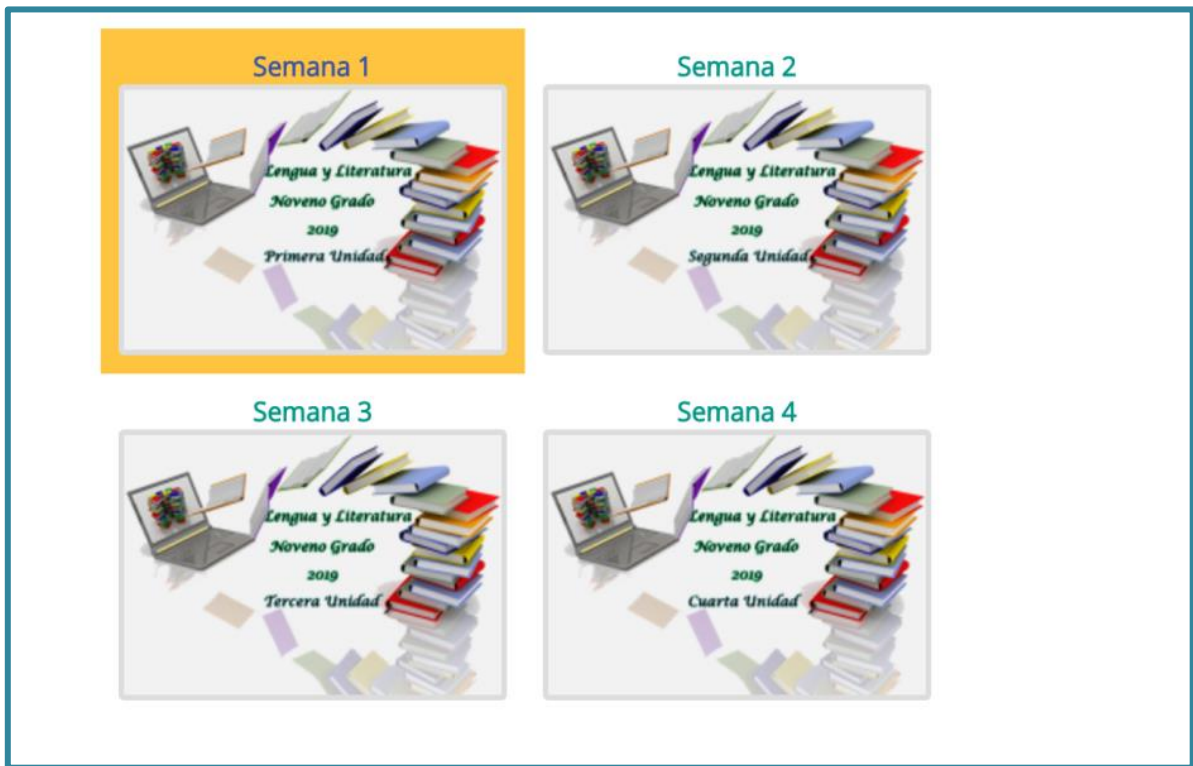 Semana 1
Lengua y Literatura
Noveno Grado
2019
Primera Unidad
Semana 2
Lengua y Literatura
Noveno Grado
2019
Segunda Unidad
Semana 3
Lengua y Literatura
Noveno Grado
2019
Tercera Unidad
Semana 4
Lengua y Literatura
Noveno Grado
2019
Cuarta Unidad